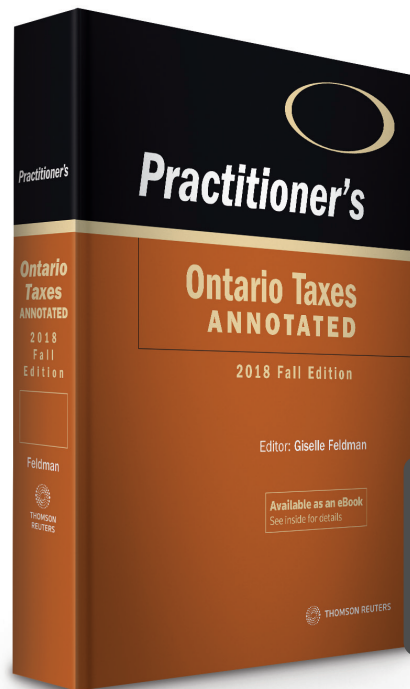 Practitioner's
Ontario
Taxes
ANNOTATED
2018
Fall
Edition
Feldman
THOMSON
REUTERS
Practitioner's
Ontario Taxes
ANNOTATED
2018 Fall Edition
Editor: Giselle Feldman
Available as an eBook
See inside for details
THOMSON REUTERS